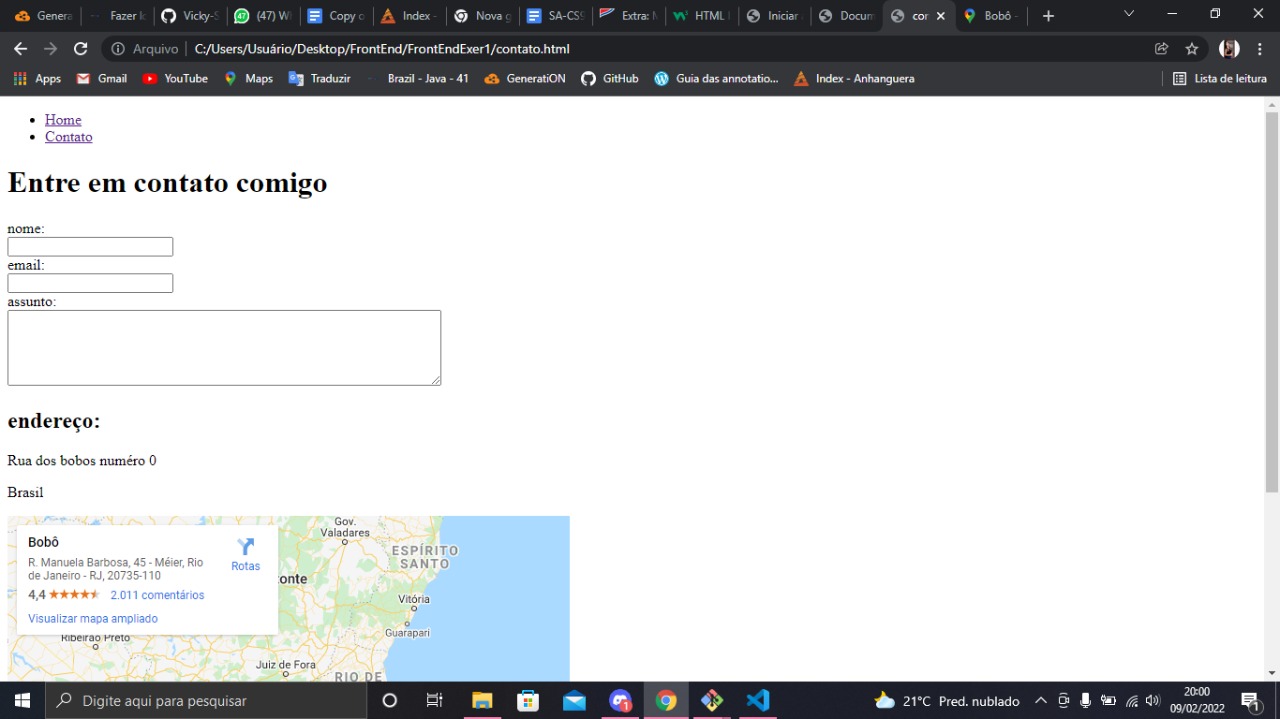 Genera
Fazer lo
Vicky-S
(47) W
Copy o
Index -
Nova g
SA-CS9
Extra: M
HTML
Iniciar
Docum
cor
Bobô -
Arquivo C:/Users/Usuário/Desktop/FrontEnd/FrontEndExer1/contato.html
Apps Gmail YouTube Maps Traduzir Brazil - Java - 41 GeneratiON GitHub Guia das annotatio... Index - Anhanguera Lista de leitura
Home
Contato
Entre em contato comigo
nome:
email:
assunto:
endereço:
Rua dos bobos numéro 0
Brasil
Bobô
R. Manuela Barbosa, 45 - Méier, Rio
de Janeiro - RJ, 20735-110
4,4 2.011 comentários
Visualizar mapa ampliado
Rotas
Gov.
Valadares
ESPÍRITO
SANTO
onte
Vitória
Guarapari
Ribeirão Preto
Juiz de Fora
RIO DE
Digite aqui para pesquisar
1
21°C Pred. nublado
20:00
09/02/2022
1